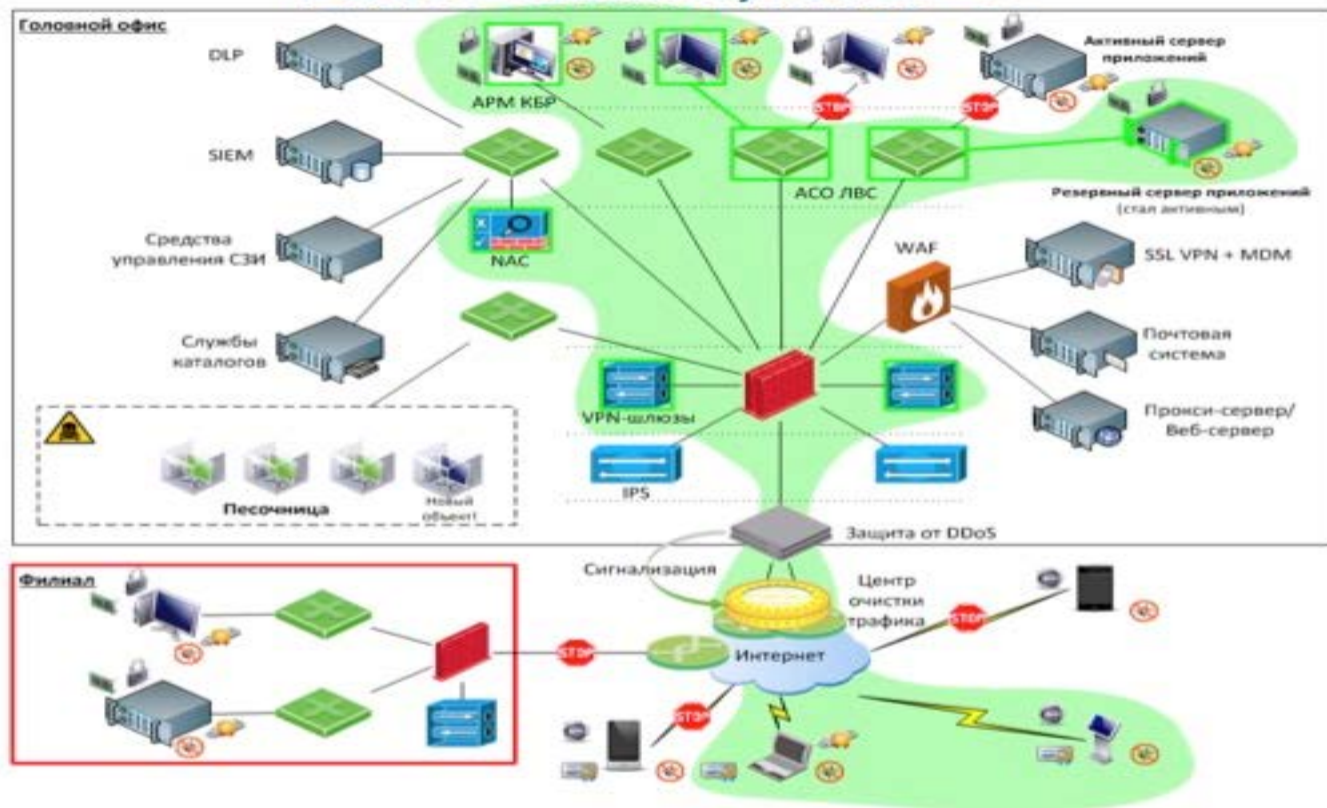 Головной офис
DLP
SIEM
Средства
управления СЗИ
Службы
каталогов
АРМ КБР
NAC
STOP
STOP
АСО ЛВС
Активный сервер
приложений
Резервный сервер приложений
(стал активным)
WAF
SSL VPN + MDM
Почтовая
система
Прокси-сервер/
Веб-сервер
VPN-шлюзы
IPS
Песочница
Новый
объект!
Защита от DDoS
Сигнализация
Центр
очистки
трафика
Интернет
Филиал
STOP
STOP
STOP